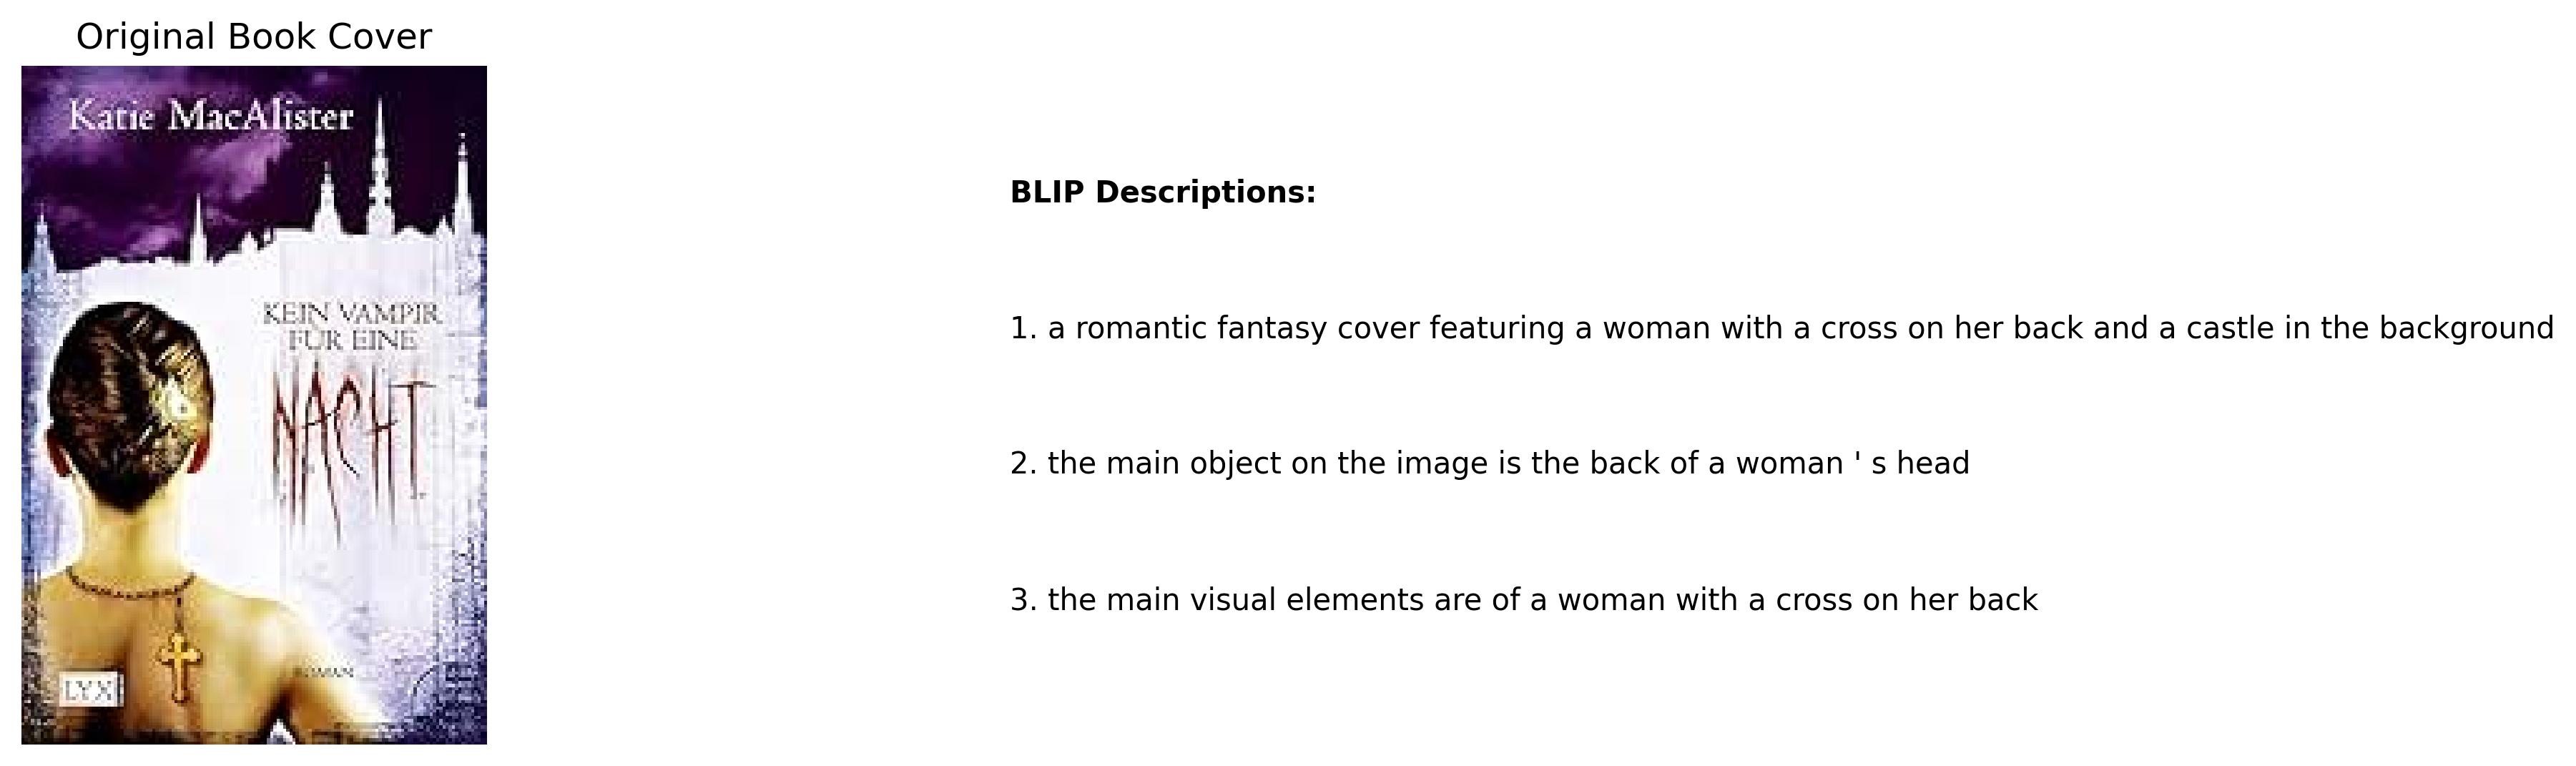 Original Book Cover
Katie MacAlister
KEIN VAMPIR
FÜR EINE
NACHT
ROMAN
LYX
BLIP Descriptions:
1. a romantic fantasy cover featuring a woman with a cross on her back and a castle in the background
2. the main object on the image is the back of a woman ' s head
3. the main visual elements are of a woman with a cross on her back